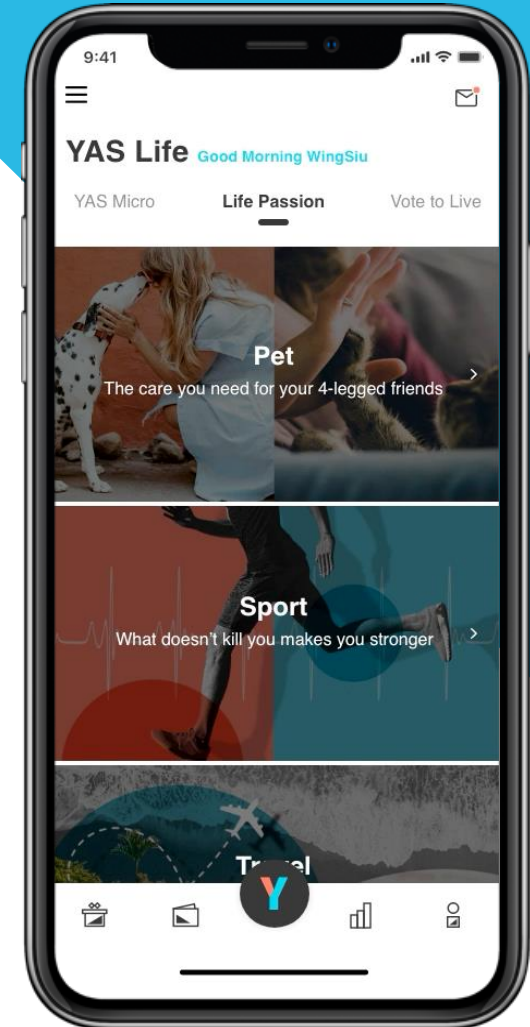 9:41
YAS Life Good Morning WingSiu
YAS Micro Life Passion Vote to Live
Pet
The care you need for your 4-legged friends
Sport
What doesn't kill you makes you stronger
Travel
Y